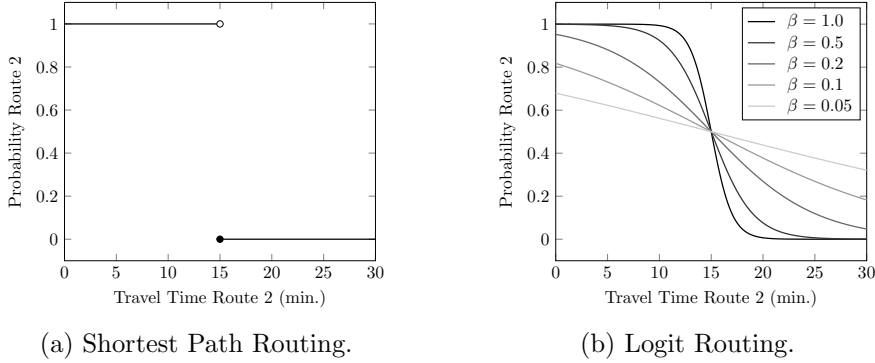 1
0.8
0.6
0.4
0.2
0
0 5 10 15 20 25 30
Probability Route 2
Travel Time Route 2 (min.)
(a) Shortest Path Routing.
1
0.8
0.6
0.4
0.2
0
0 5 10 15 20 25 30
Probability Route 2
Travel Time Route 2 (min.)
β = 1.0
β = 0.5
β = 0.2
β = 0.1
β = 0.05
(b) Logit Routing.